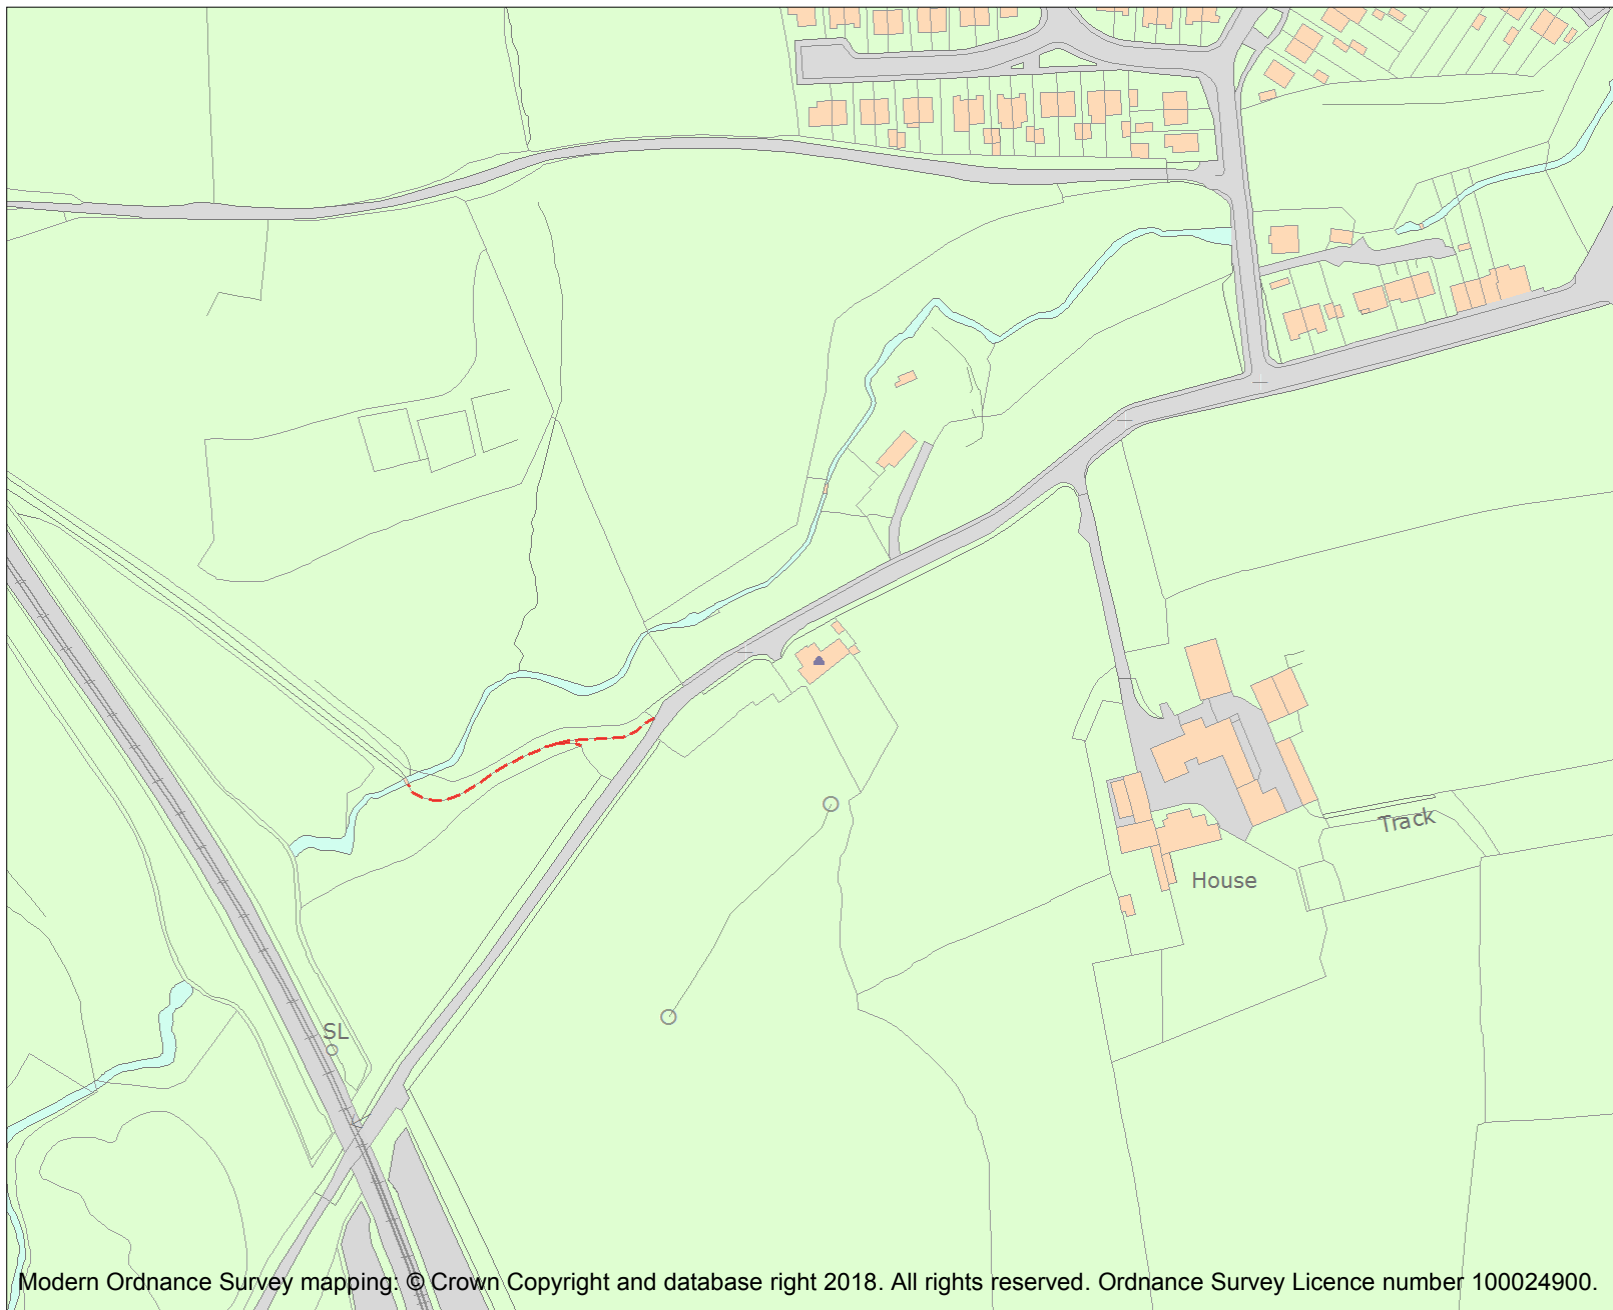 Track
House
SL
Modern Ordnance Survey mapping: © Crown Copyright and database right 2018. All rights reserved. Ordnance Survey Licence number 100024900.